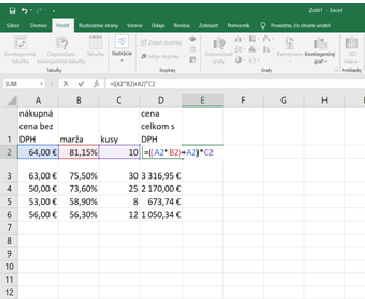 Zošit1 - Excel
Súbor Domov Vložiť Rozloženie strany Vzorce Údaje Revízia Zobraziť Pomocník Povedzte, čo chcete urobiť
Kontingenčná tabuľka Odporúčané kontingenčné tabuľky Tabuľka Ilustrácie Získať doplnky Moje doplnky Odporúčané grafy Kontingenčný graf Mapa
Tabuľky Doplnky Grafy Prehliadky
SUM =((A2*B2)+A2)*C2
A B C D E F G H
1 nákupná cena bez DPH marža kusy cena celkom s DPH
2 64,00 € 81,15% 10 =((A2*B2)+A2)*C2
3 63,00 € 75,50% 30 3 316,95 €
4 50,00 € 73,60% 25 2 170,00 €
5 53,00 € 58,90% 8 673,74 €
6 56,00 € 56,30% 12 1 050,34 €
7
8
9
10
11
12